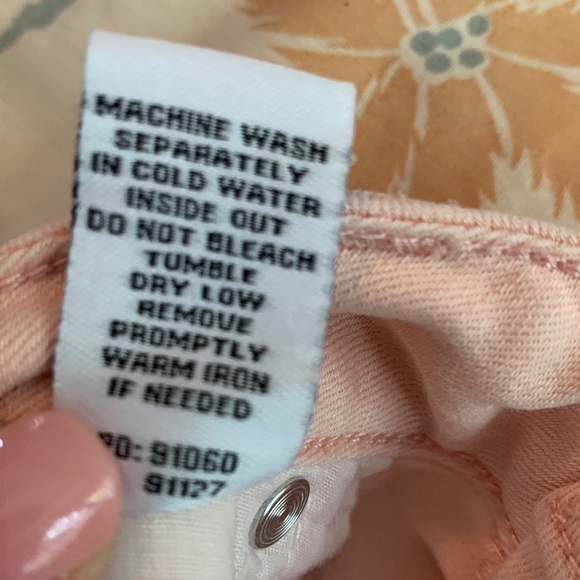 MACHINE WASH
SEPARATELY
IN COLD WATER
INSIDE OUT
DO NOT BLEACH
TUMBLE
DRY LOW
REMOVE
PROMPTLY
WARM IRON
IF NEEDED
PO: 91060
91127